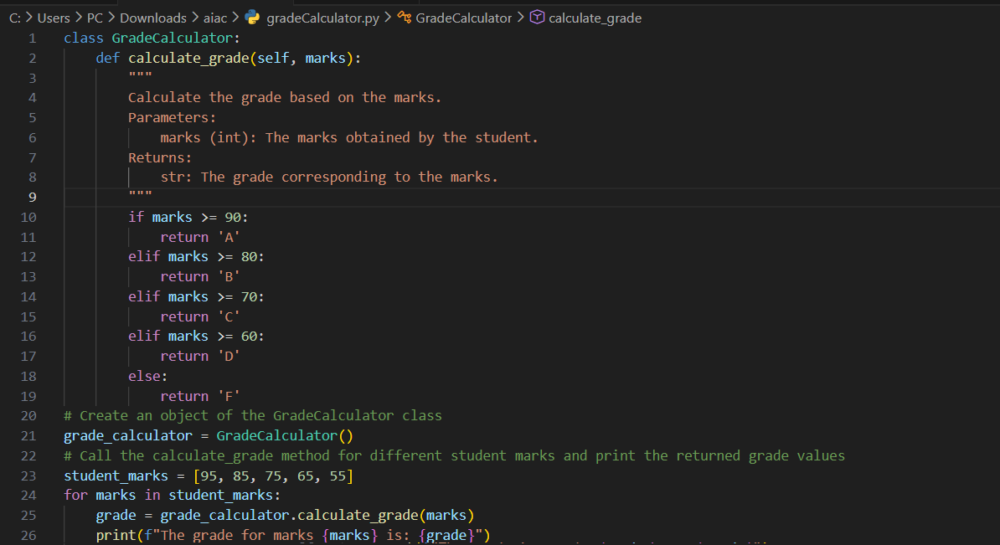 C: > Users > PC > Downloads > aiac > gradeCalculator.py > GradeCalculator > calculate_grade
1 class GradeCalculator:
2     def calculate_grade(self, marks):
3         """
4         Calculate the grade based on the marks.
5         Parameters:
6             marks (int): The marks obtained by the student.
7         Returns:
8             str: The grade corresponding to the marks.
9         """
10         if marks >= 90:
11             return 'A'
12         elif marks >= 80:
13             return 'B'
14         elif marks >= 70:
15             return 'C'
16         elif marks >= 60:
17             return 'D'
18         else:
19             return 'F'
20 # Create an object of the GradeCalculator class
21 grade_calculator = GradeCalculator()
22 # Call the calculate_grade method for different student marks and print the returned grade values
23 student_marks = [95, 85, 75, 65, 55]
24 for marks in student_marks:
25     grade = grade_calculator.calculate_grade(marks)
26     print(f"The grade for marks {marks} is: {grade}")